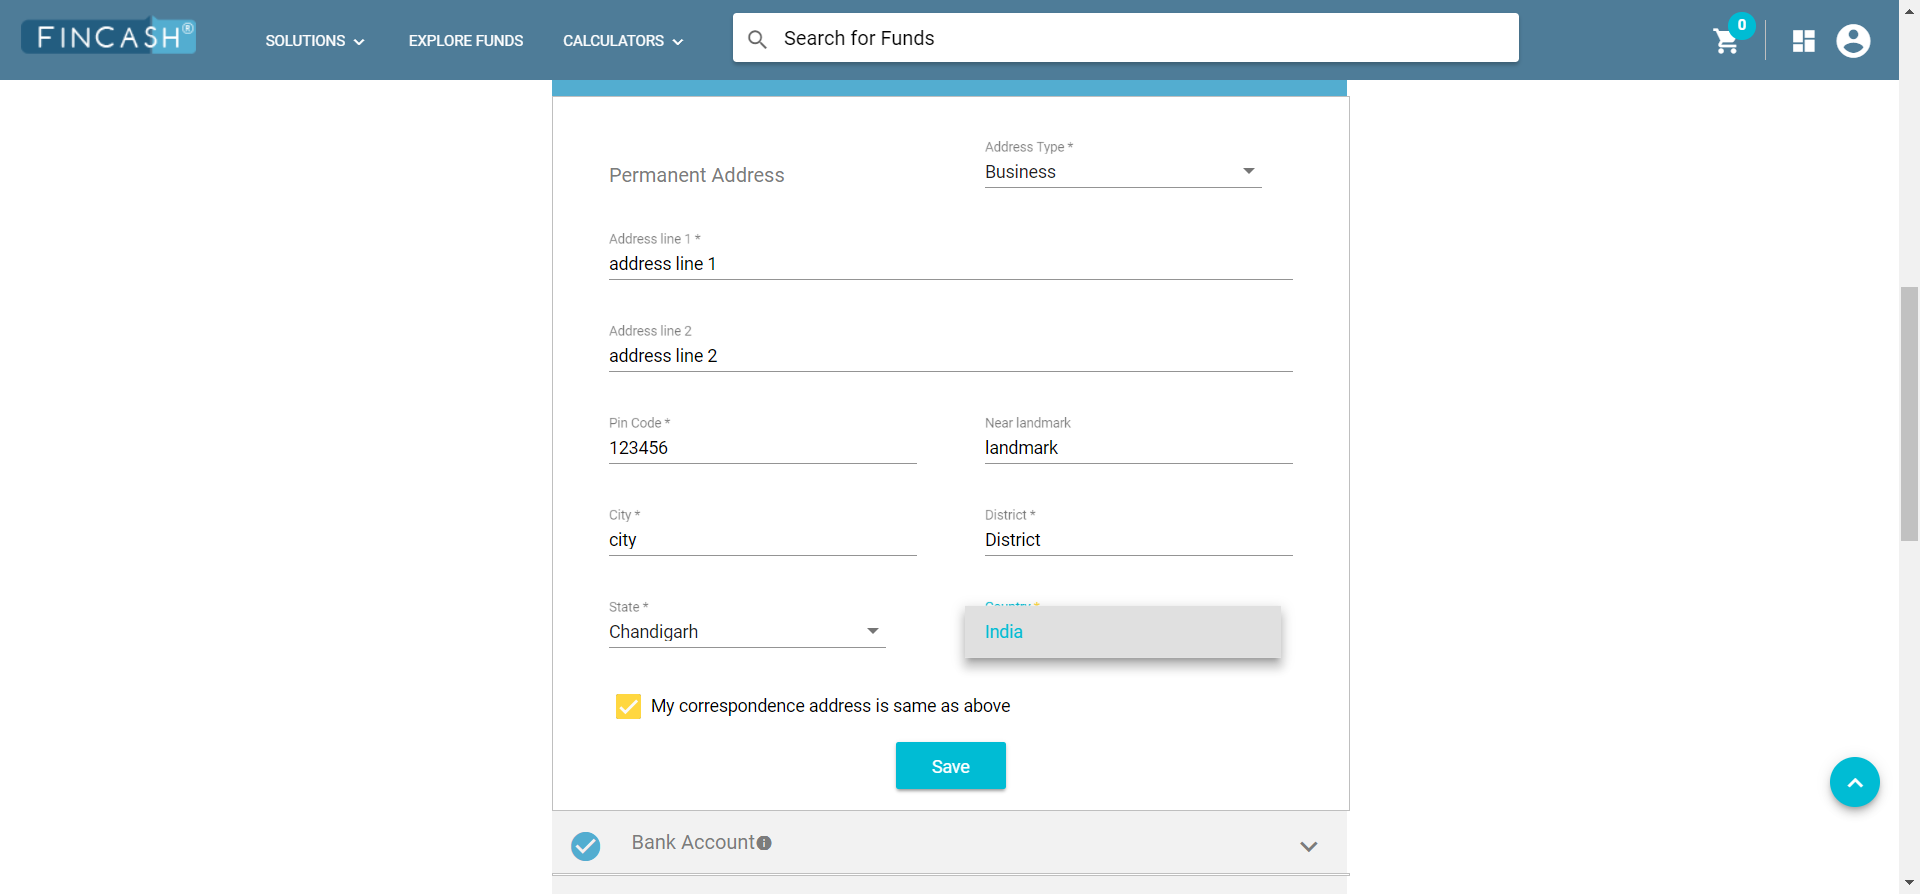 FINCASH®
SOLUTIONS
EXPLORE FUNDS
CALCULATORS
Search for Funds
0
Permanent Address
Address Type *
Business
Address line 1 *
address line 1
Address line 2
address line 2
Pin Code *
123456
Near landmark
landmark
City *
city
District *
District
State *
Chandigarh
Country *
India
My correspondence address is same as above
Save
Bank Account